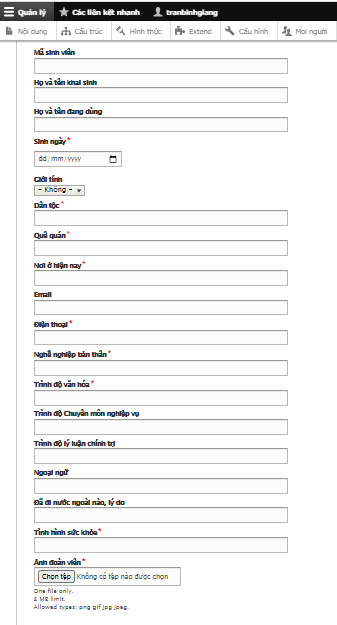 Quản lý Các liên kết nhanh tranbinhgiang
Nội dung Cấu trúc Hình thức Extend Cấu hình Mọi người
Mã sinh viên
Họ và tên khai sinh
Họ và tên đang dùng
Sinh ngày *
dd/mm/yyyy
Giới tính
- Không -
Dân tộc *
Quê quán *
Nơi ở hiện nay *
Email
Điện thoại *
Nghề nghiệp bản thân *
Trình độ văn hóa *
Trình độ Chuyên môn nghiệp vụ
Trình độ lý luận chính trị
Ngoại ngữ
Đã đi nước ngoài nào, lý do
Tình hình sức khỏe *
Ảnh đoàn viên *
Chọn tệp Không có tệp nào được chọn
One file only.
2 MB limit.
Allowed types: png gif jpg jpeg.